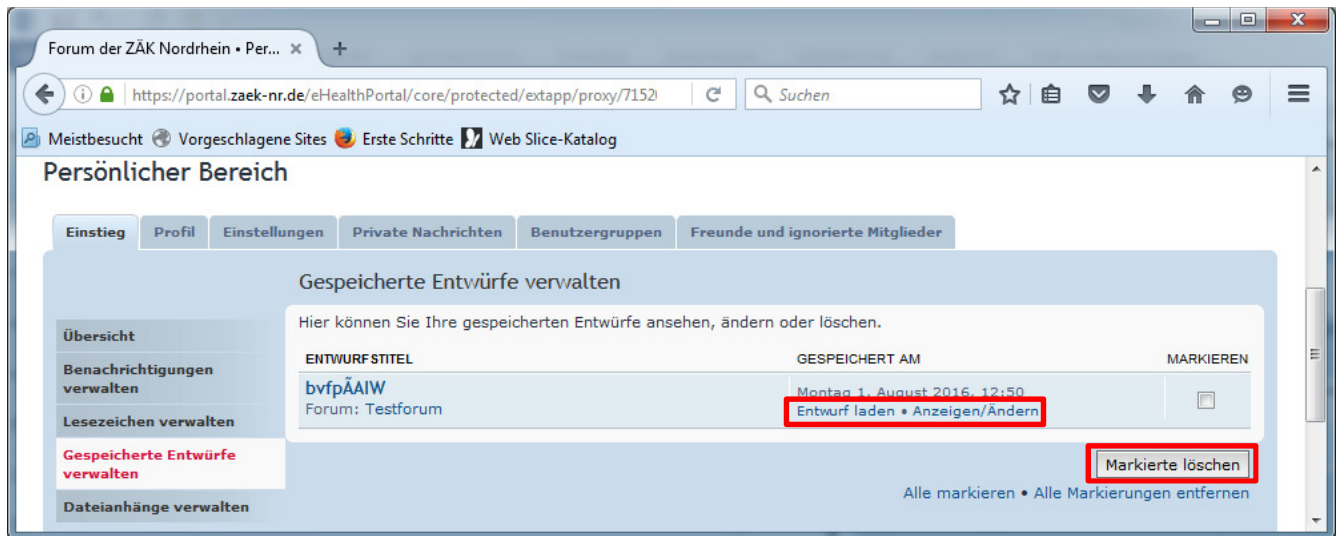 Forum der ZÄK Nordrhein • Per...
https://portal.zaek-nr.de/eHealthPortal/core/protected/extapp/proxy/7152
Suchen
Meistbesucht Vorgeschlagene Sites Erste Schritte Web Slice-Katalog
Persönlicher Bereich
Einstieg Profil Einstellungen Private Nachrichten Benutzergruppen Freunde und ignorierte Mitglieder
Gespeicherte Entwürfe verwalten
Hier können Sie Ihre gespeicherten Entwürfe ansehen, ändern oder löschen.
Übersicht
Benachrichtigungen
verwalten
Lesezeichen verwalten
Gespeicherte Entwürfe
verwalten
Dateianhänge verwalten
ENTWURFSTITEL GESPEICHERT AM MARKIEREN
bvfpÃAIW Montag 1. August 2016, 12:50
Forum: Testforum Entwurf laden • Anzeigen/Ändern
Markierte löschen
Alle markieren • Alle Markierungen entfernen